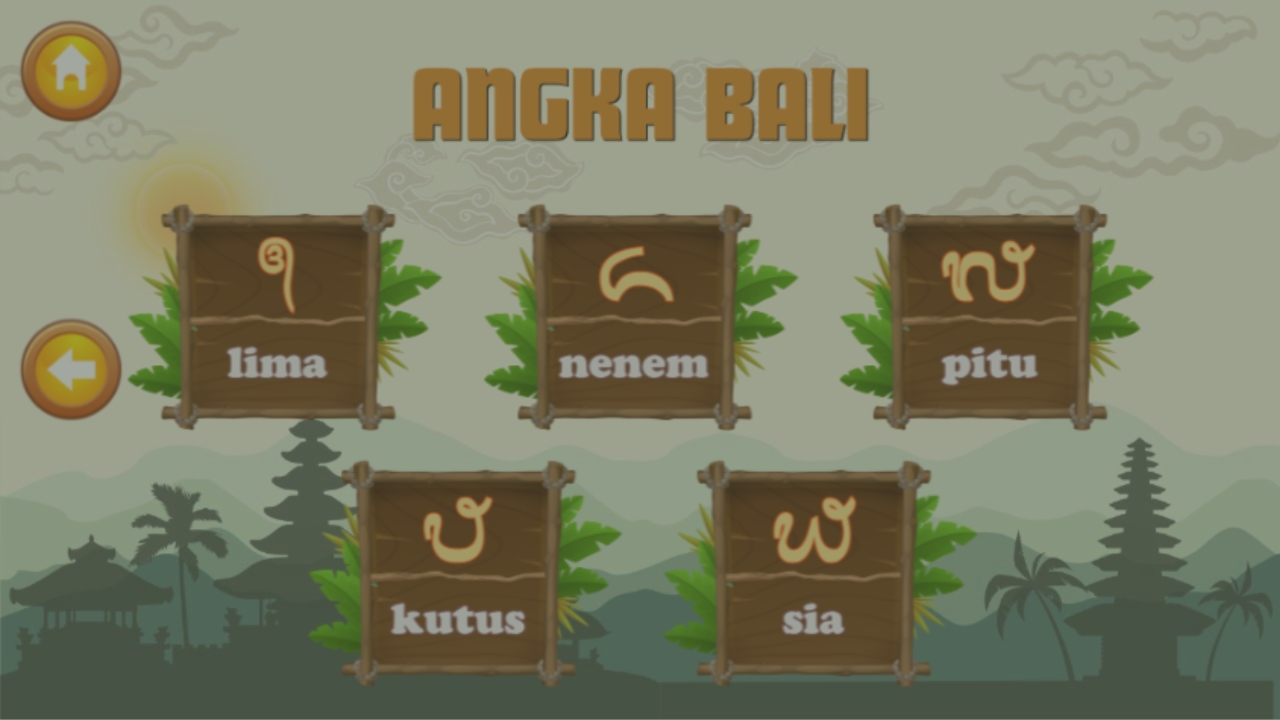 ANGKA BALI
᭕
lima
᭖
nenem
᭗
pitu
᭘
kutus
᭙
sia